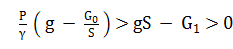 P/γ ( g − G₀/S ) > gS − G₁ > 0